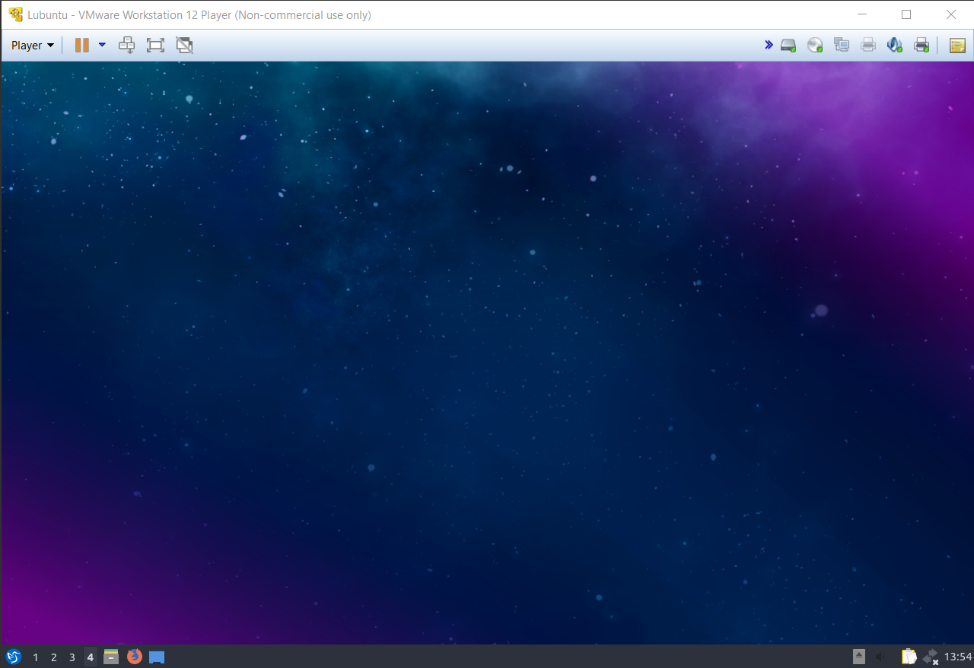 Lubuntu - VMware Workstation 12 Player (Non-commercial use only)
Player
1 2 3 4 13:54